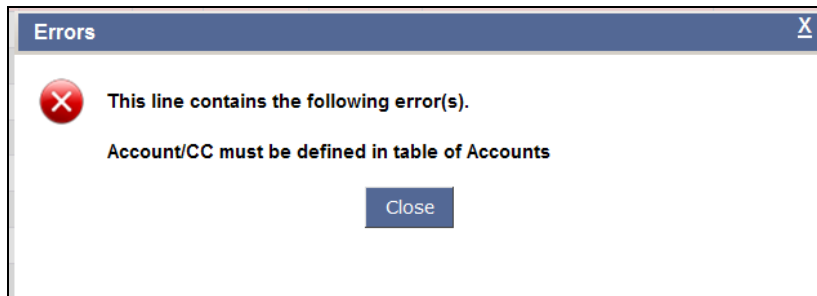 Errors X
This line contains the following error(s).
Account/CC must be defined in table of Accounts
Close